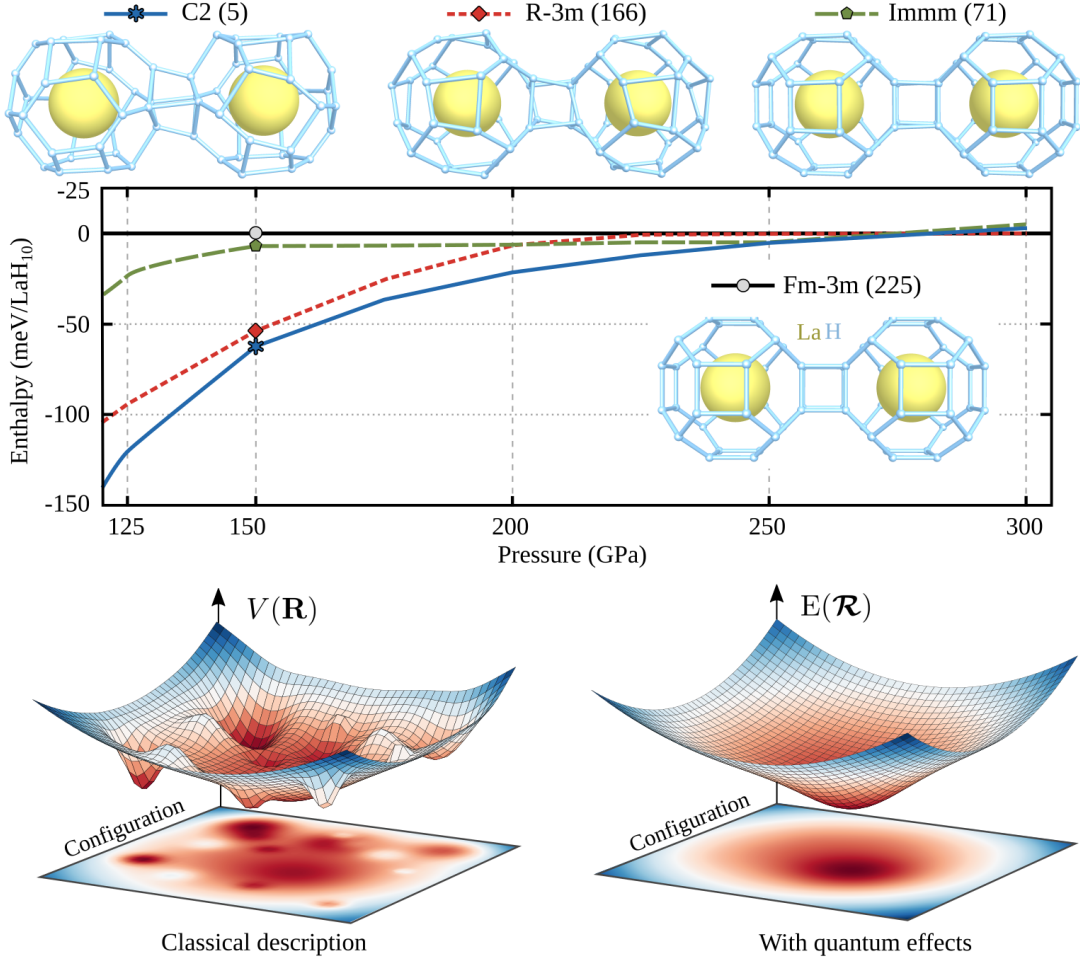 C2 (5)
R-3m (166)
Immm (71)
-25
0
-50
-100
-150
Enthalpy (meV/LaH₁₀)
Fm-3m (225)
La H
125
150
200
250
300
Pressure (GPa)
V(R)
E(𝓡)
Configuration
Configuration
Classical description
With quantum effects